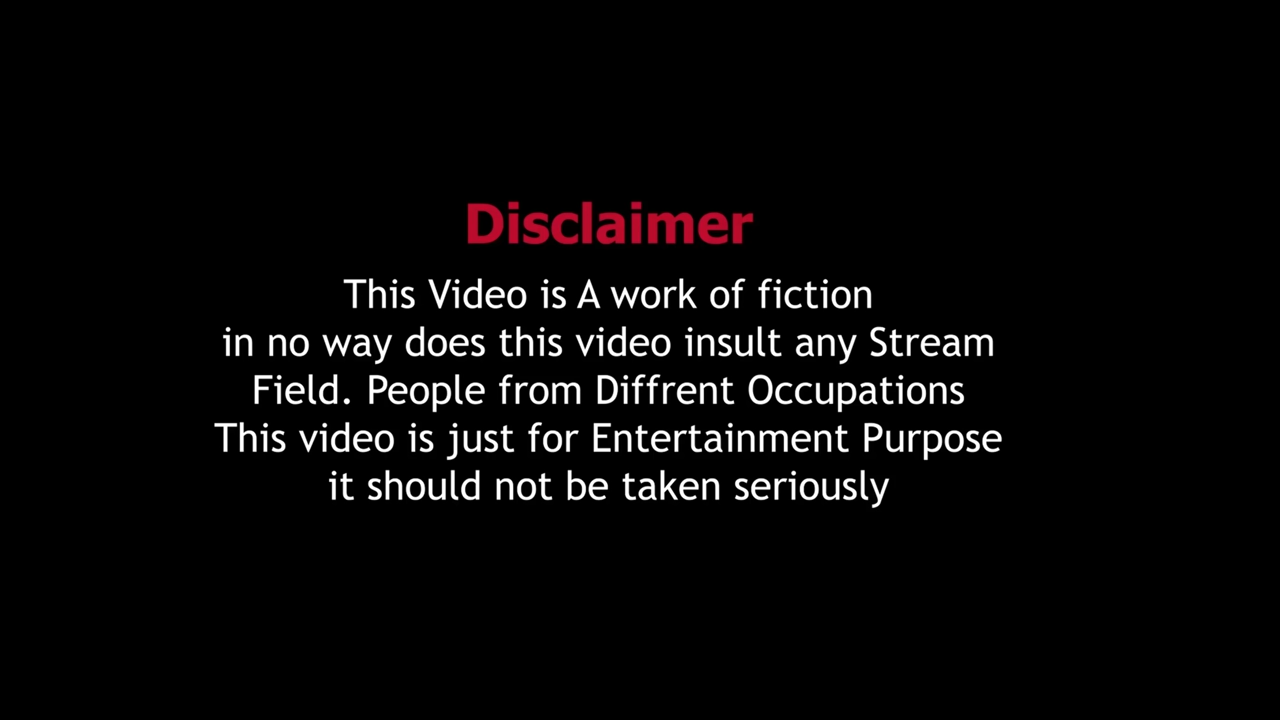 Disclaimer
This Video is A work of fiction
in no way does this video insult any Stream
Field. People from Diffrent Occupations
This video is just for Entertainment Purpose
it should not be taken seriously